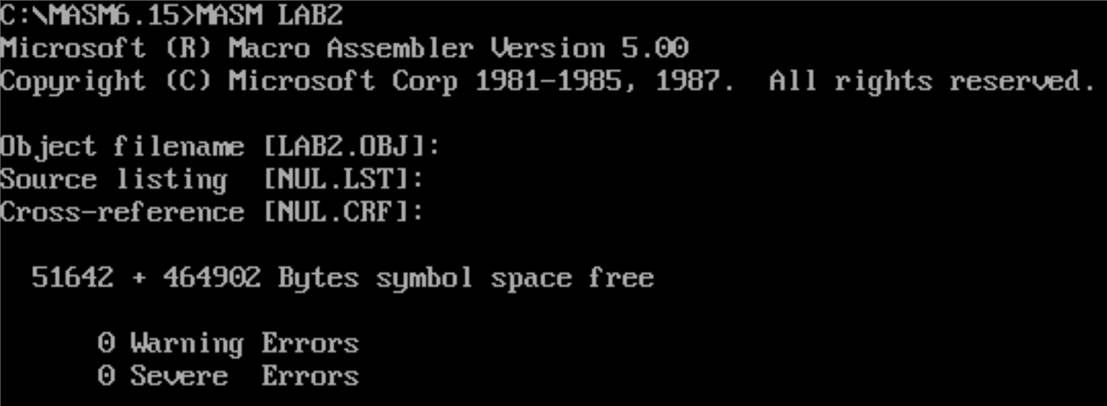 C:\MASM6.15>MASM LAB2
Microsoft (R) Macro Assembler Version 5.00
Copyright (C) Microsoft Corp 1981-1985, 1987.  All rights reserved.
Object filename [LAB2.OBJ]:
Source listing  [NUL.LST]:
Cross-reference [NUL.CRF]:
51642 + 464902 Bytes symbol space free
0 Warning Errors
0 Severe  Errors